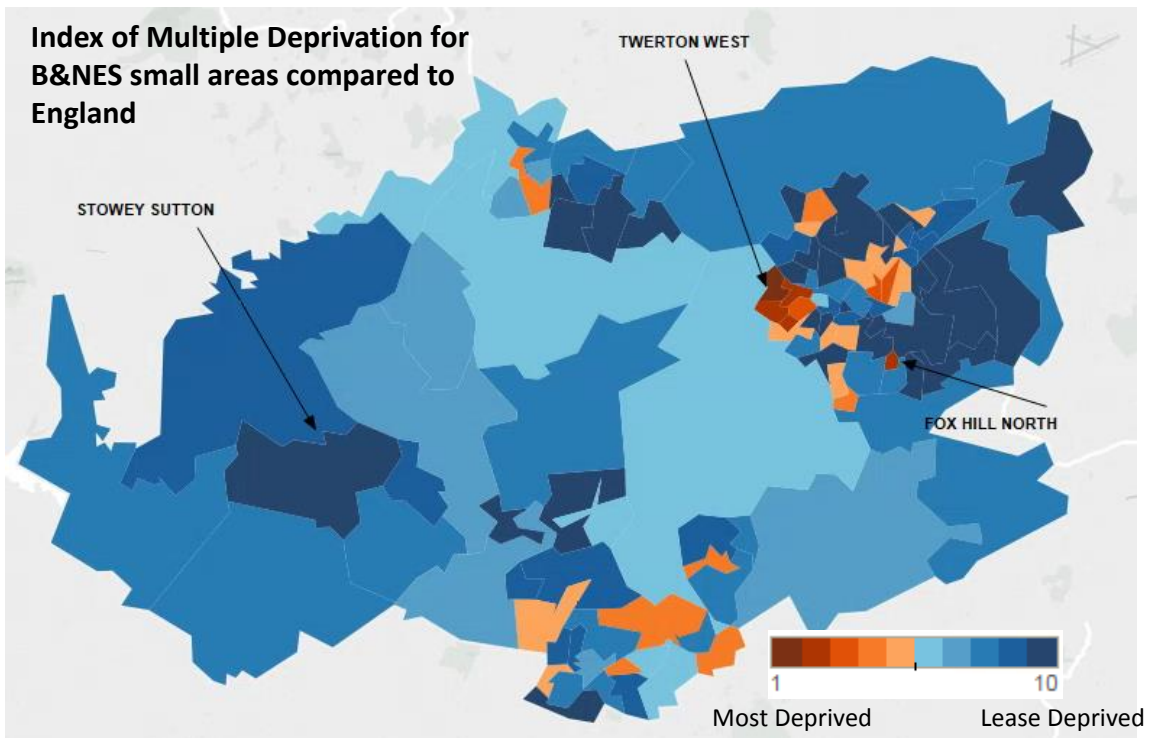 Index of Multiple Deprivation for
B&NES small areas compared to
England
TWERTON WEST
STOWEY SUTTON
FOX HILL NORTH
1
10
Most Deprived
Lease Deprived